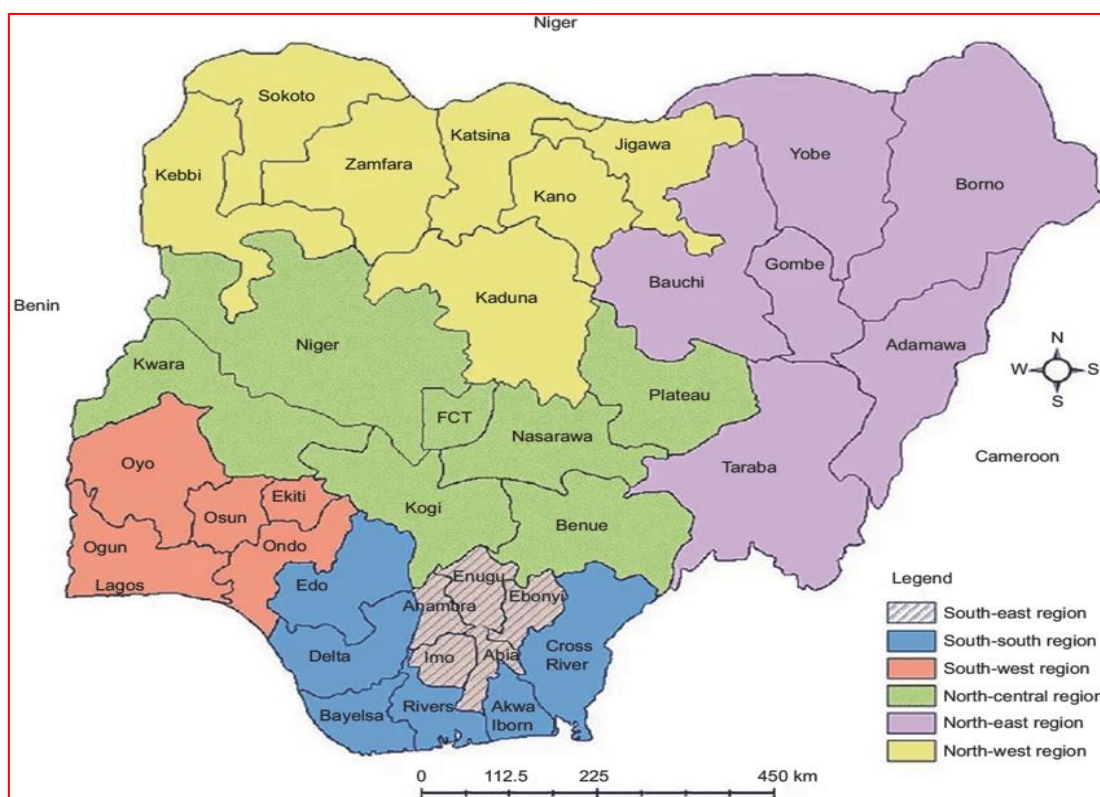 Niger
Sokoto
Katsina
Jigawa
Yobe
Kebbi
Zamfara
Kano
Borno
Benin
Kaduna
Bauchi
Gombe
Niger
Adamawa
N
W S
S
Kwara
Plateau
FCT
Nasarawa
Cameroon
Oyo
Taraba
Ekiti
Kogi
Osun
Benue
Ogun
Ondo
Lagos
Edo
Enugu
Ebonyi
Anambra
Delta
Imo
Abia
Cross
River
Bayelsa
Rivers
Akwa
Iborn
Legend
South-east region
South-south region
South-west region
North-central region
North-east region
North-west region
0 112.5 225 450 km